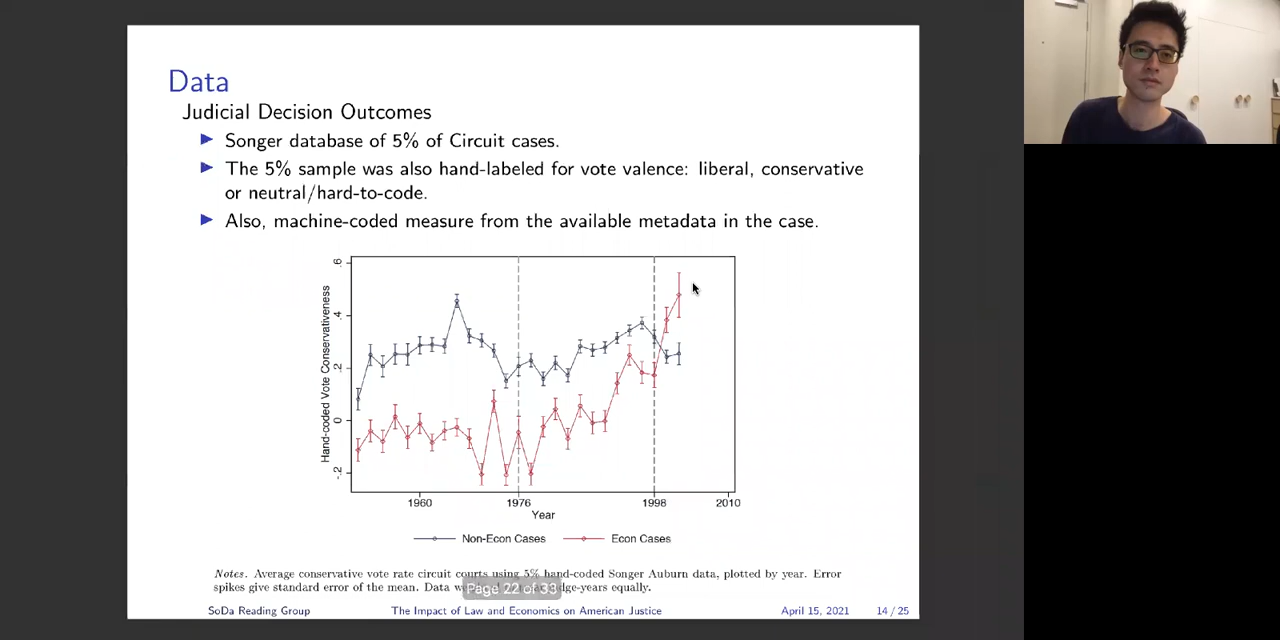 Data
Judicial Decision Outcomes
Songer database of 5% of Circuit cases.
The 5% sample was also hand-labeled for vote valence: liberal, conservative
or neutral/hard-to-code.
Also, machine-coded measure from the available metadata in the case.
Hand-coded Vote Conservativeness
.6
.4
.2
0
-.2
1960 1976 1998 2010
Year
Non-Econ Cases Econ Cases
Notes. Average conservative vote rate circuit courts using 5% hand-coded Songer Auburn data, plotted by year. Error
spikes give standard error of the mean. Data equally.
Page 22 of 33
SoDa Reading Group The Impact of Law and Economics on American Justice April 15, 2021 14 / 25